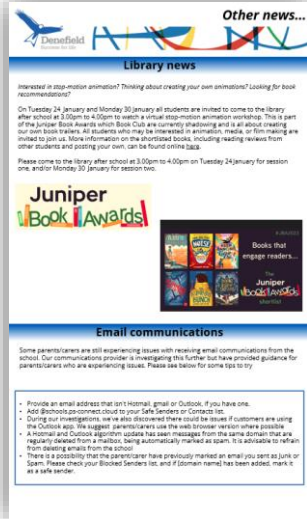 Other news...
Denefield
Library news
Interested in stop-motion animation? Thinking about creating your own animations? Looking for book
recommendations?
On Tuesday 24 January and Monday 30 January all students are invited to come to the library
after school at 3.00pm to 4.00pm to watch a virtual stop-motion animation workshop. This is part
of the Juniper Book Awards which Book Club are currently shadowing and is all about creating
our own book trailers. All students who may be interested in animation, media, or film making are
invited to join us. More information on the shortlisted books, including reading reviews from
other students and posting your own, can be found online here.
Please come to the library after school at 3.00pm to 4.00pm on Tuesday 24 January for session
one, and/or Monday 30 January for session two.
Juniper
Book Awards
Books that
engage readers...
The
Juniper
Book Awards
shortlist
Email communications
Some parents/carers are still experiencing issues with receiving email communications from the
school. Our communications provider is investigating this further but have provided guidance for
parents/carers who are experiencing issues. Please see below for some tips to try
• Provide an email address that isn't Hotmail, gmail or Outlook, if you have one.
• Add @schools.ps-connect.cloud to your Safe Senders or Contacts list.
• During our investigations, we've also discovered there could be issues if customers are using
the Outlook app. We suggest parents/carers use the web browser version where possible
• A Hotmail and Outlook algorithm update has seen messages from the same domain that are
regularly deleted from a mailbox, being automatically marked as spam. It is advisable to refrain
from deleting emails from the school
• There is a possibility that the parent/carer have previously marked an email you sent as Junk or
Spam. Please check your Blocked Senders list, and if [domain name] has been added, mark it
as a safe sender.